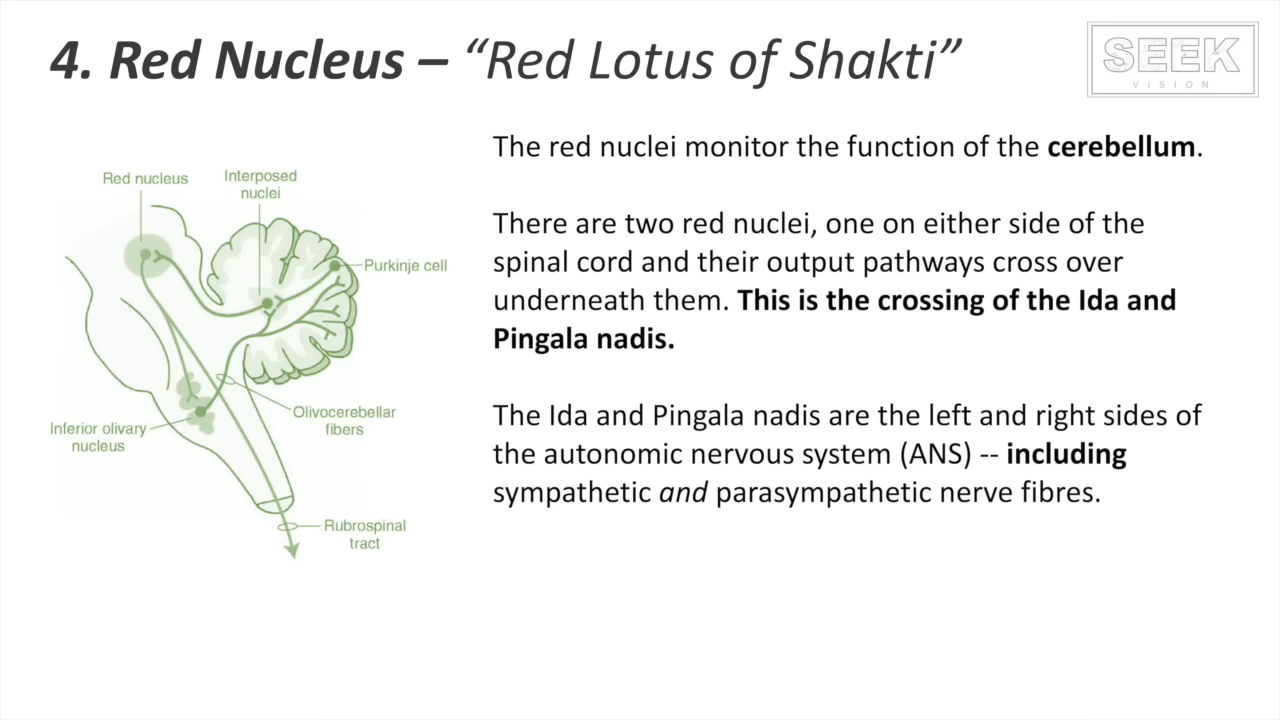 4. Red Nucleus – “Red Lotus of Shakti”
SEEK
VISION
The red nuclei monitor the function of the cerebellum.
There are two red nuclei, one on either side of the
spinal cord and their output pathways cross over
underneath them. This is the crossing of the Ida and
Pingala nadis.
The Ida and Pingala nadis are the left and right sides of
the autonomic nervous system (ANS) -- including
sympathetic and parasympathetic nerve fibres.
Red nucleus
Interposed
nuclei
Purkinje cell
Olivocerebellar
fibers
Inferior olivary
nucleus
Rubrospinal
tract